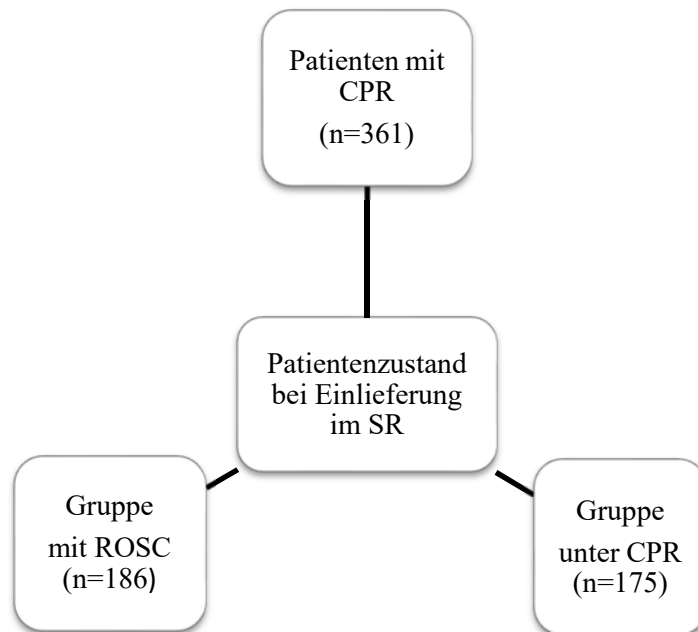 Patienten mit
CPR
(n=361)
Patientenzustand
bei Einlieferung
im SR
Gruppe
mit ROSC
(n=186)
Gruppe
unter CPR
(n=175)